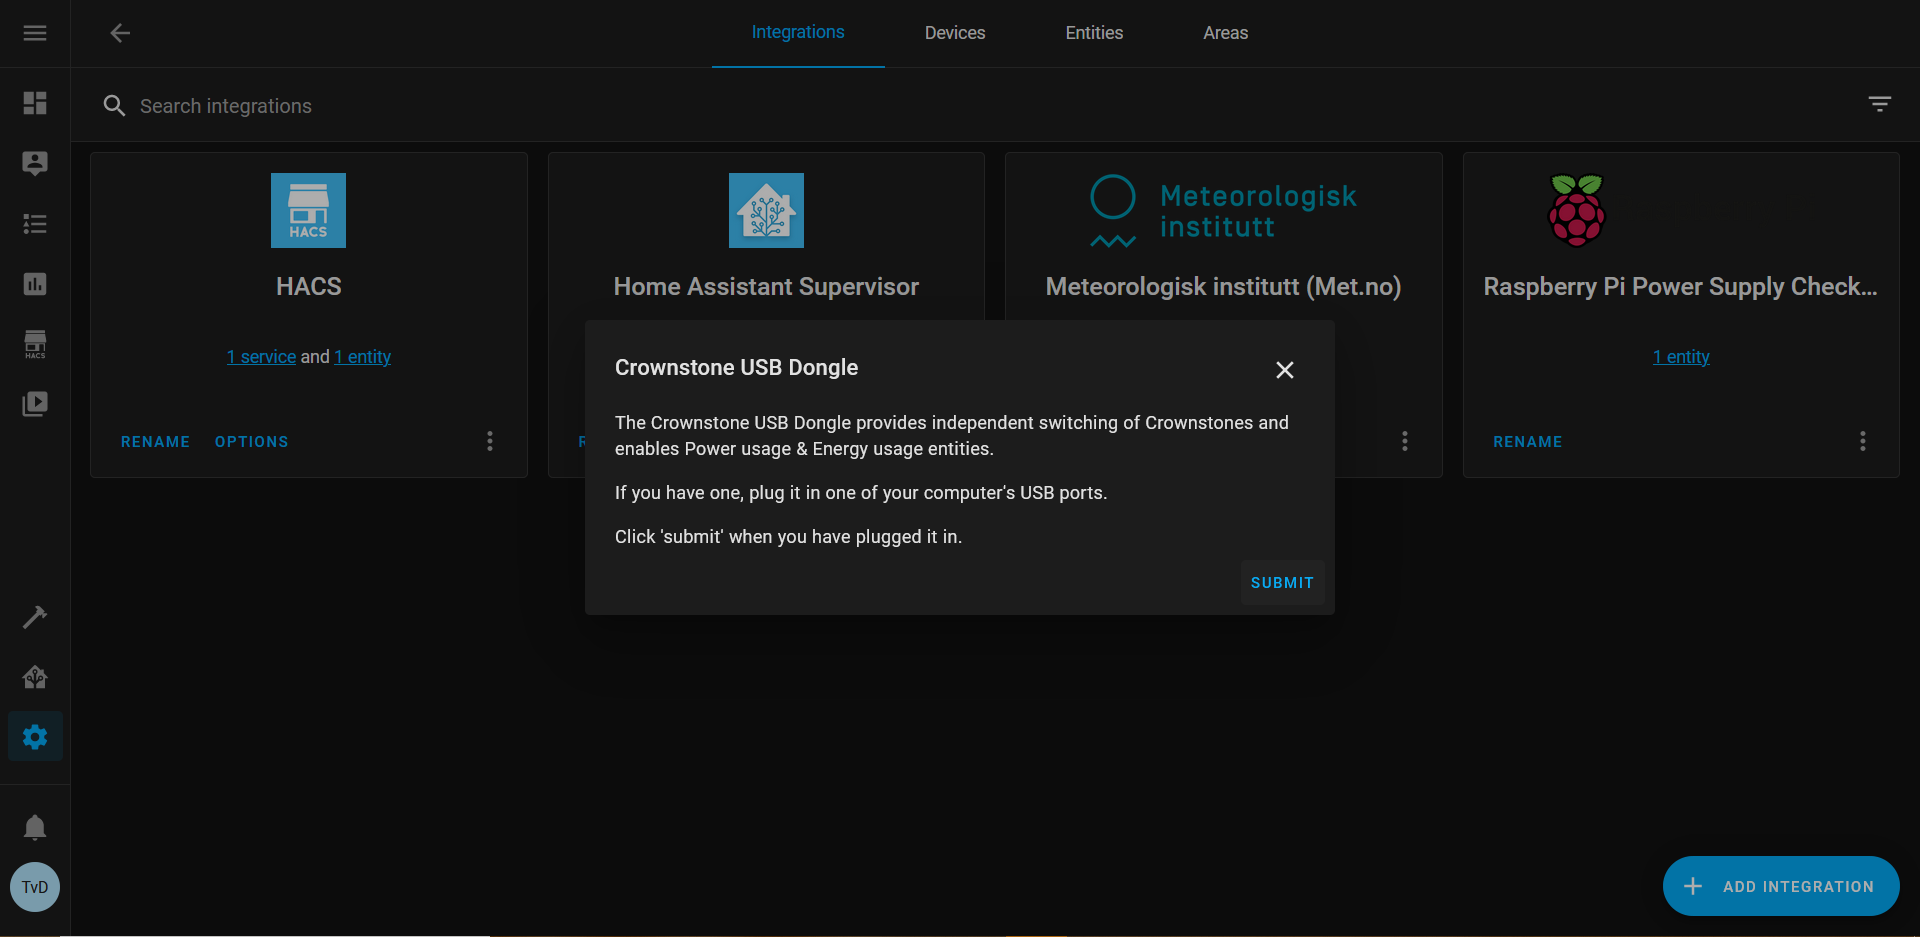 Integrations
Devices
Entities
Areas
Search integrations
HACS
HACS
1 service and 1 entity
RENAME
OPTIONS
Home Assistant Supervisor
R
Meteorologisk
institutt
Meteorologisk institutt (Met.no)
Raspberry Pi Power Supply Check...
1 entity
RENAME
HACS
Crownstone USB Dongle
The Crownstone USB Dongle provides independent switching of Crownstones and
enables Power usage & Energy usage entities.
If you have one, plug it in one of your computer's USB ports.
Click 'submit' when you have plugged it in.
SUBMIT
TvD
ADD INTEGRATION